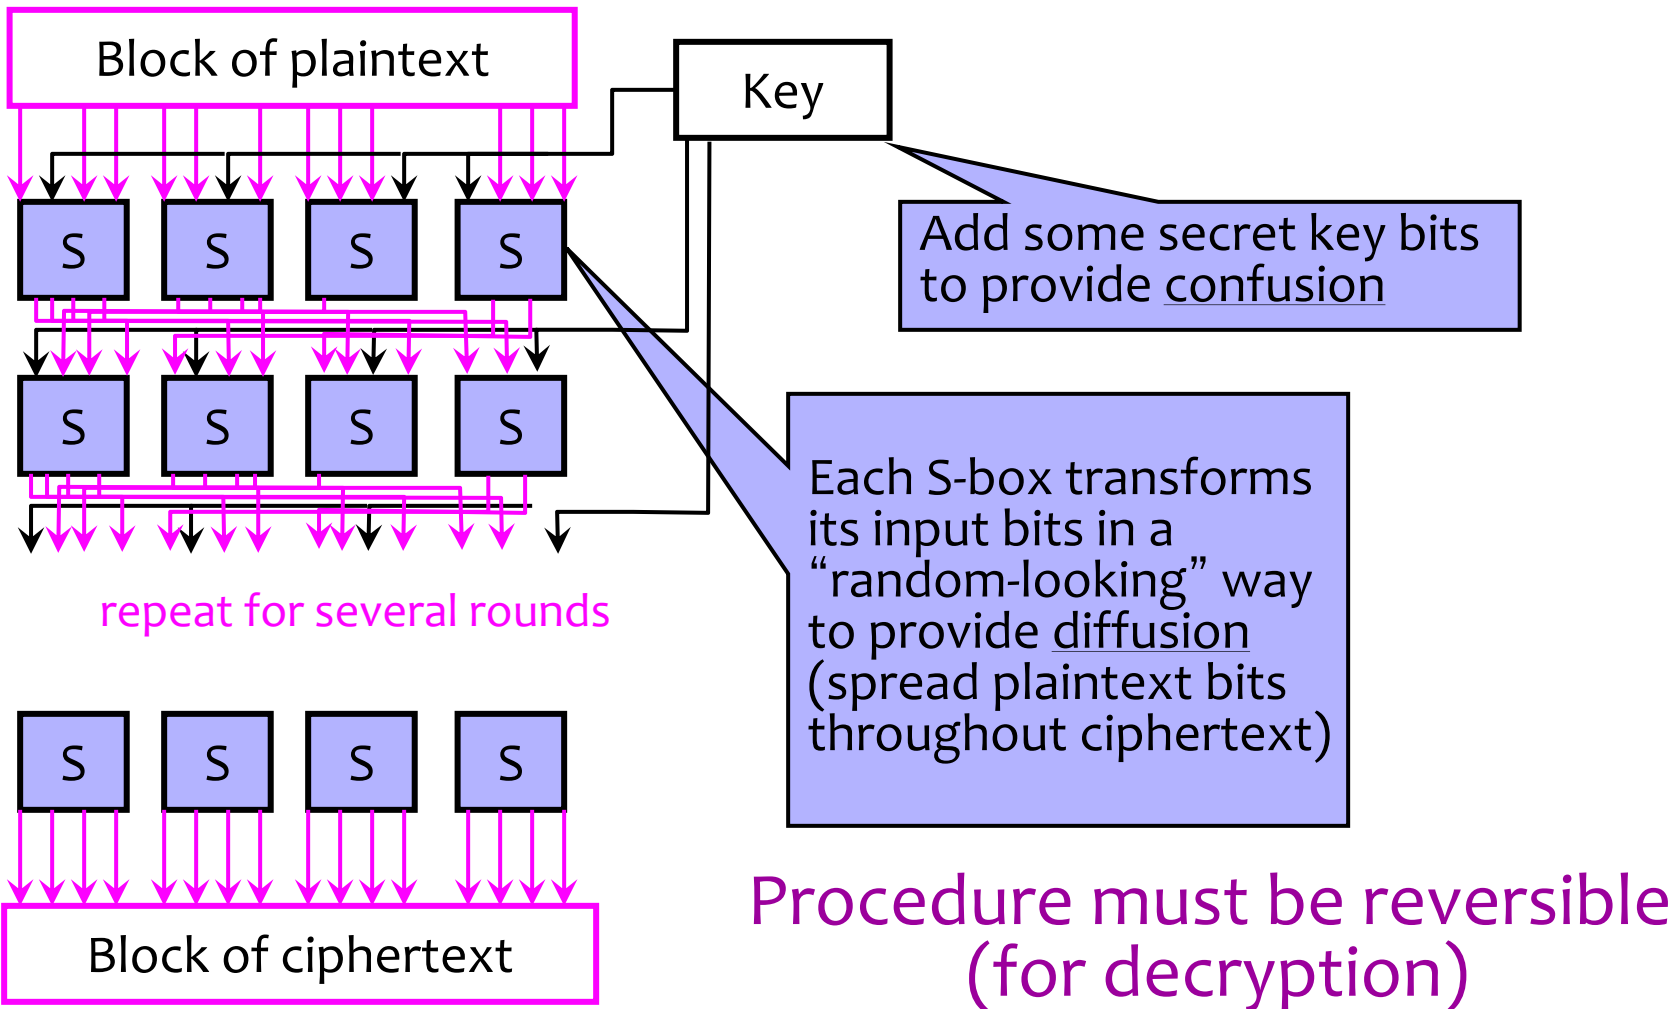 Block of plaintext
Key
S S S S
Add some secret key bits
to provide confusion
S S S S
Each S-box transforms
its input bits in a
“random-looking” way
to provide diffusion
(spread plaintext bits
throughout ciphertext)
repeat for several rounds
S S S S
Block of ciphertext
Procedure must be reversible
(for decryption)